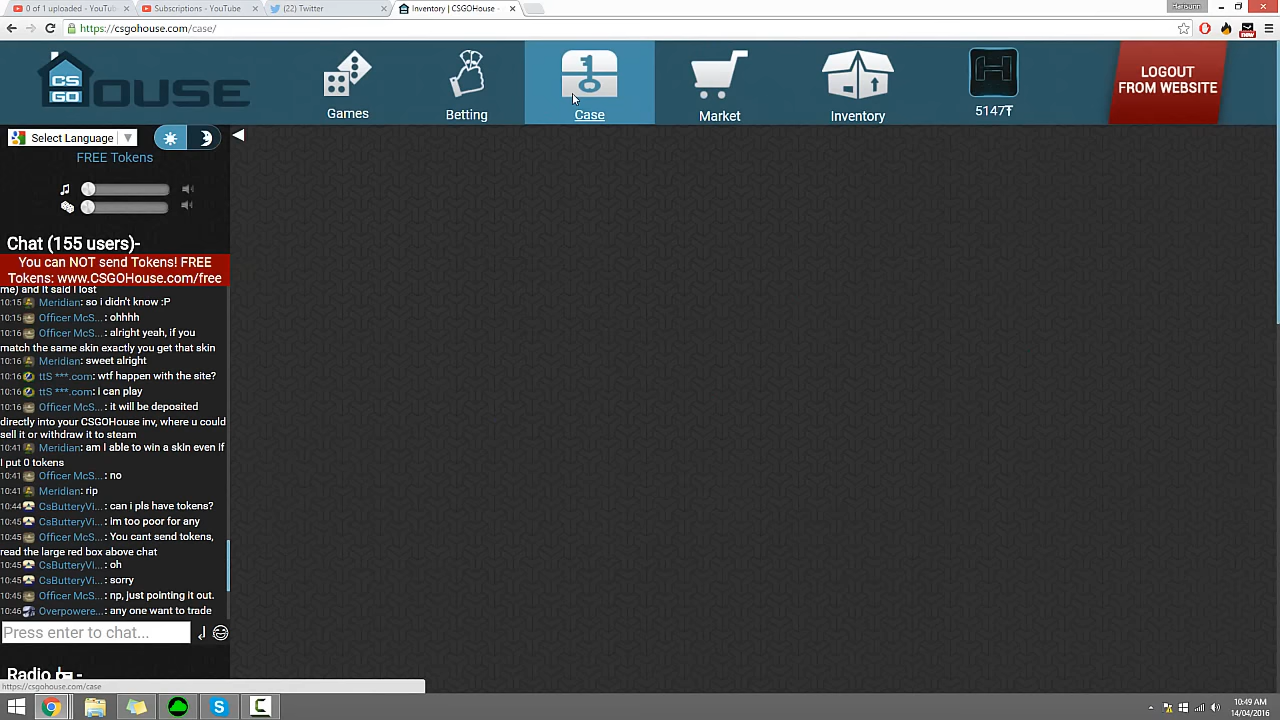 0 of 1 uploaded - YouTu
Subscriptions - YouTube
(22) Twitter
Inventory | CSGOHouse -
https://csgohouse.com/case/
new
CS
GO
HOUSE
Games
Betting
Case
Market
Inventory
5147Ŧ
LOGOUT
FROM WEBSITE
Select Language
FREE Tokens
Chat (155 users)-
You can NOT send Tokens! FREE
Tokens: www.CSGOHouse.com/free
me) and it said I lost
10:15 Meridian: so i didn't know :P
10:15 Officer McS... : ohhhh
10:16 Officer McS... : alright yeah, if you
match the same skin exactly you get that skin
10:16 Meridian: sweet alright
10:16 ttS ***.com: wtf happen with the site?
10:16 ttS ***.com: i can play
10:16 Officer McS... : it will be deposited
directly into your CSGOHouse inv, where u could
sell it or withdraw it to steam
10:41 Meridian: am I able to win a skin even if
I put 0 tokens
10:41 Officer McS... : no
10:41 Meridian: rip
10:44 CsButteryVi... : can i pls have tokens?
10:45 CsButteryVi... : im too poor for any
10:45 Officer McS... : You cant send tokens,
read the large red box above chat
10:45 CsButteryVi... : oh
10:45 CsButteryVi... : sorry
10:45 Officer McS... : np, just pointing it out.
10:46 Overpowere... : any one want to trade
Press enter to chat...
Radio -
https://csgohouse.com/case
10:49 AM
14/04/2016